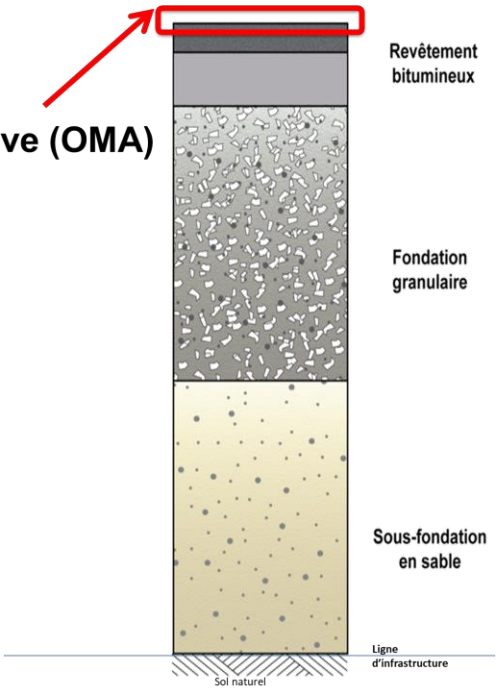 Revêtement
bitumineux
ve (OMA)
Fondation
granulaire
Sous-fondation
en sable
Ligne
d'infrastructure
Sol naturel